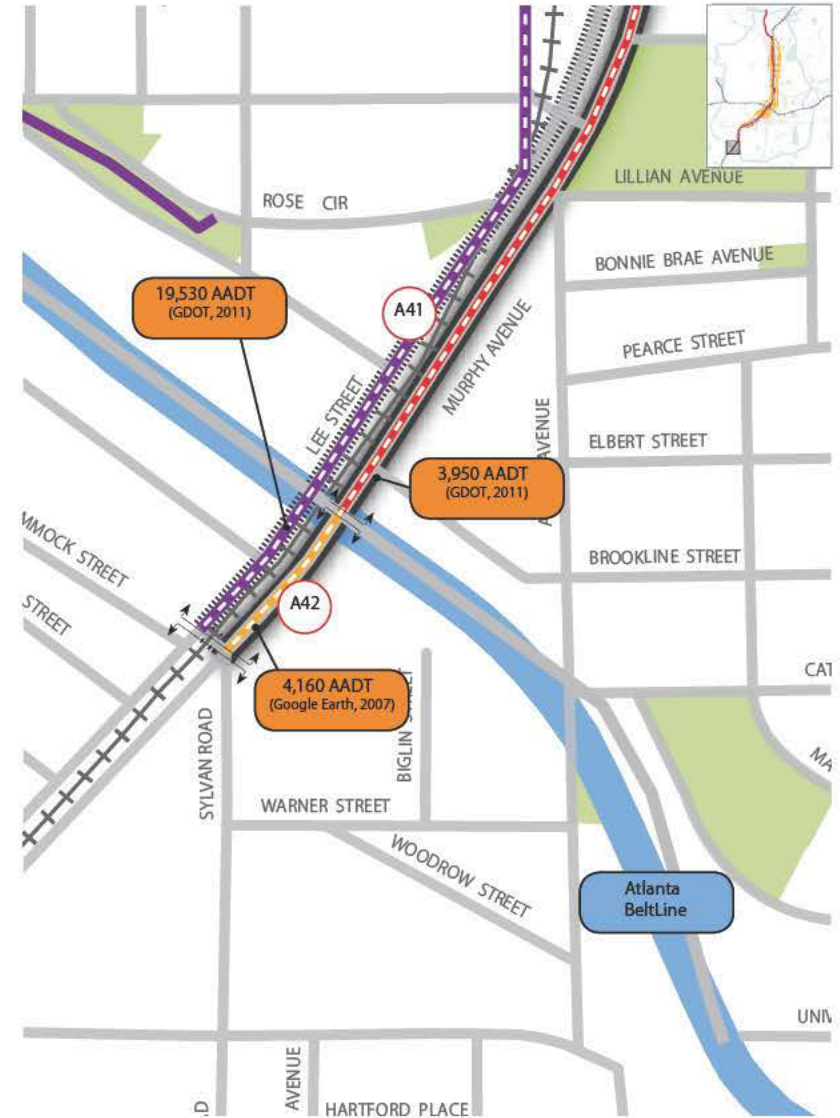 LILLIAN AVENUE
ROSE CIR
BONNIE BRAE AVENUE
19,530 AADT
(GDOT, 2011)
A41
MURPHY AVENUE
PEARCE STREET
LEE STREET
AVENUE
ELBERT STREET
3,950 AADT
(GDOT, 2011)
MMOCK STREET
BROOKLINE STREET
STREET
A42
CAT
4,160 AADT
(Google Earth, 2007)
BIGLIN
SYLVAN ROAD
MA
WARNER STREET
WOODROW STREET
Atlanta
BeltLine
UNIV
AVENUE
HARTFORD PLACE